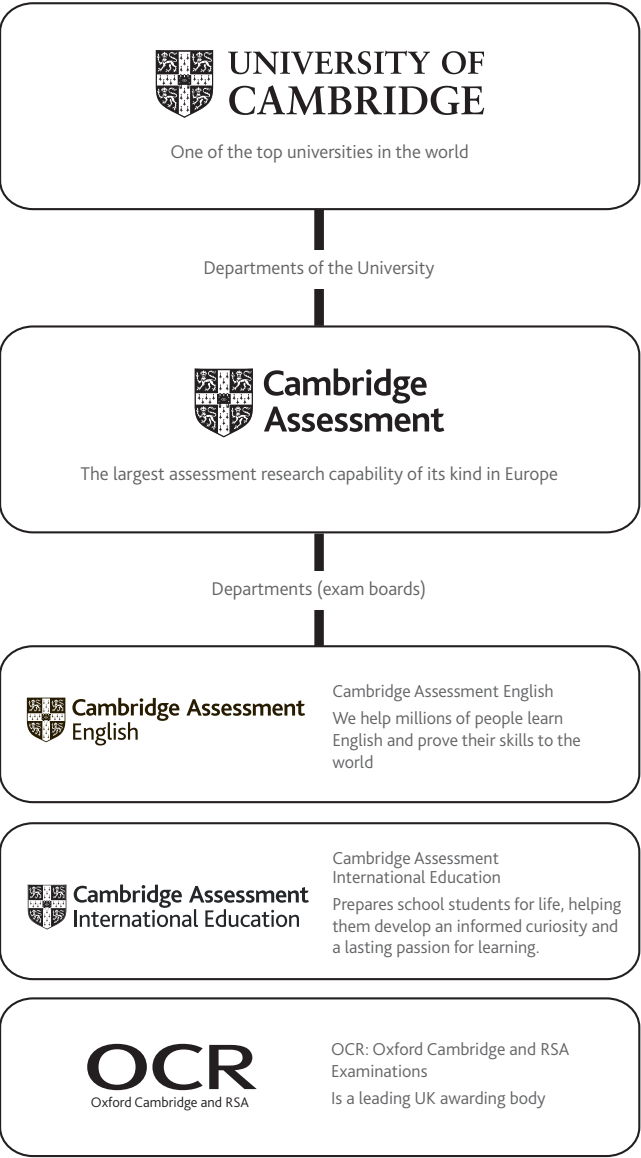 UNIVERSITY OF
CAMBRIDGE
One of the top universities in the world
Departments of the University
Cambridge
Assessment
The largest assessment research capability of its kind in Europe
Departments (exam boards)
Cambridge Assessment
English
Cambridge Assessment English
We help millions of people learn
English and prove their skills to the
world
Cambridge Assessment
International Education
Cambridge Assessment
International Education
Prepares school students for life, helping
them develop an informed curiosity and
a lasting passion for learning.
OCR
Oxford Cambridge and RSA
OCR: Oxford Cambridge and RSA
Examinations
Is a leading UK awarding body